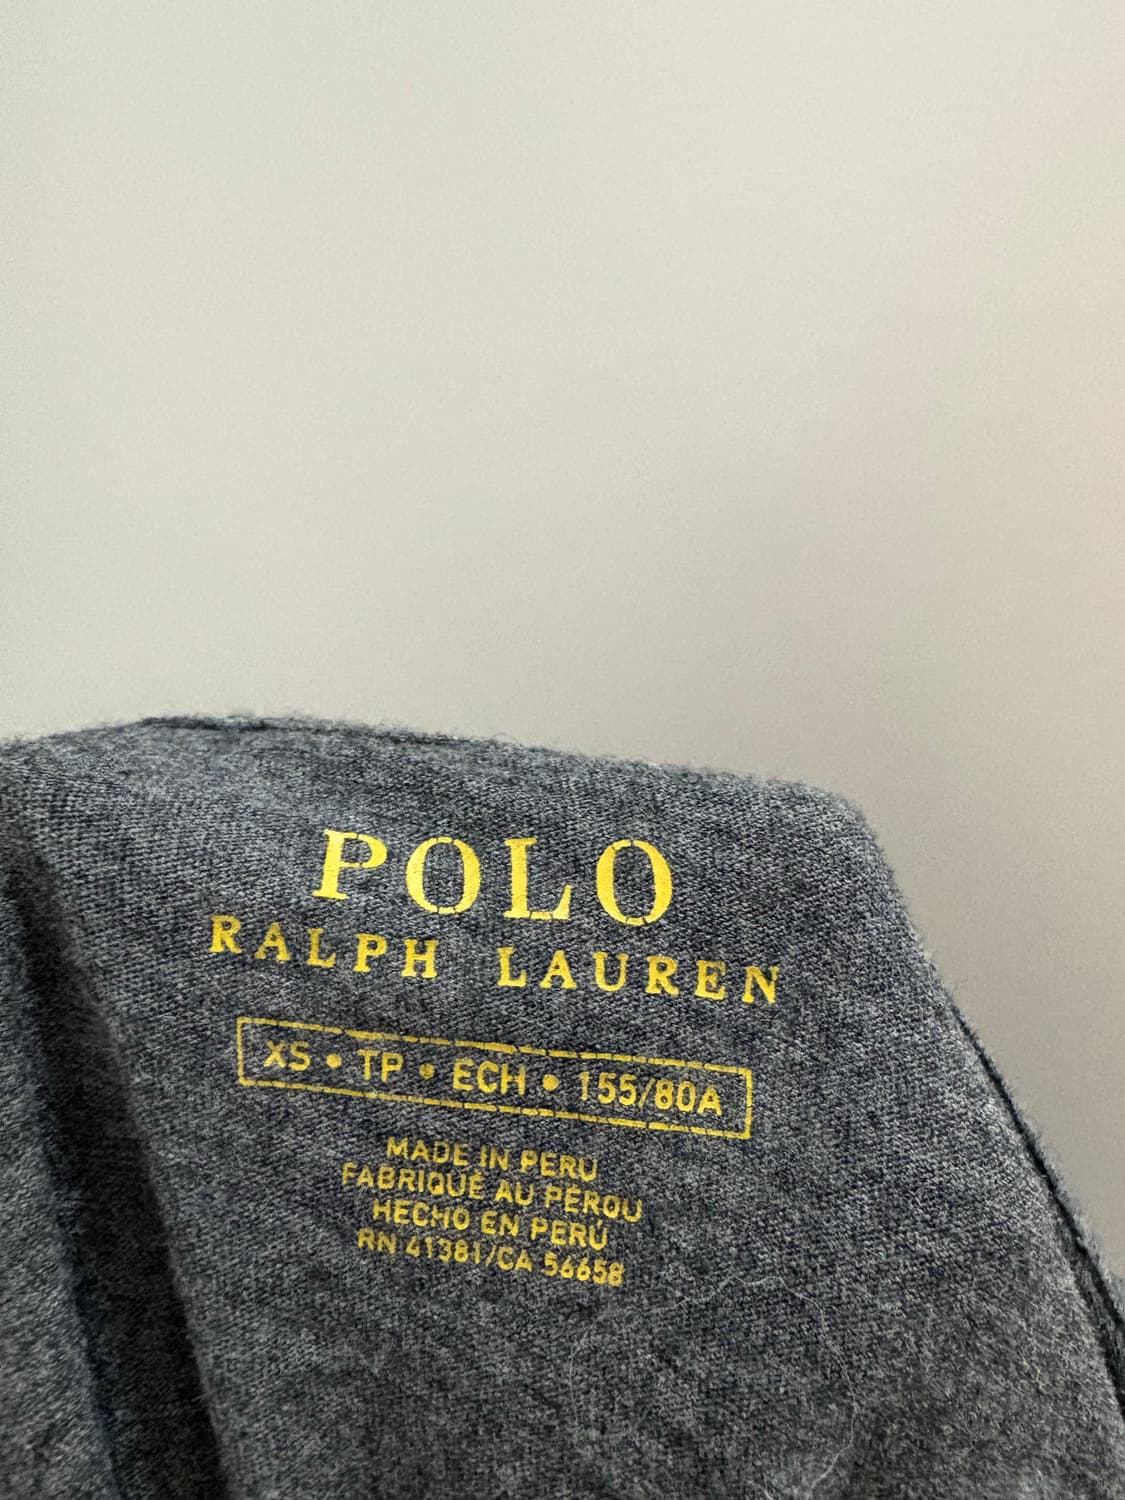 POLO
RALPH LAUREN
XS • TP • ECH • 155/80A
MADE IN PERU
FABRIQUÉ AU PÉROU
HECHO EN PERÚ
RN 41381/CA 56658